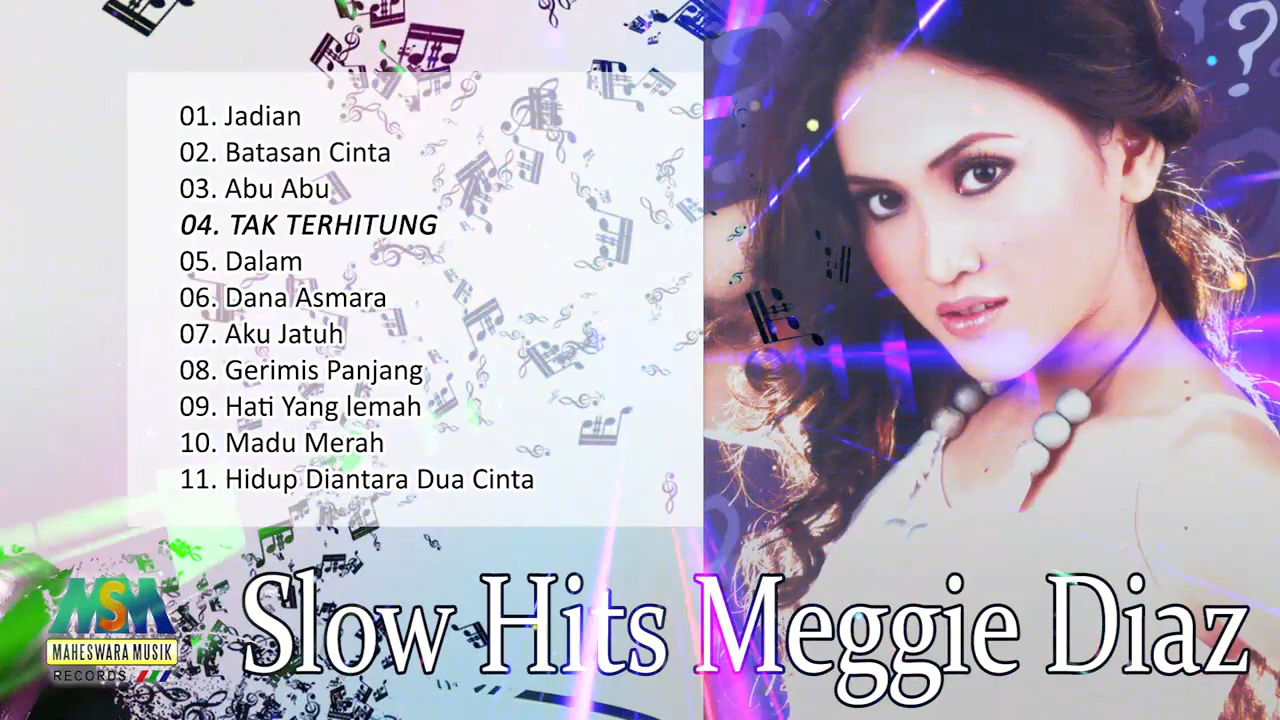 01. Jadian
02. Batasan Cinta
03. Abu Abu
04. TAK TERHITUNG
05. Dalam
06. Dana Asmara
07. Aku Jatuh
08. Gerimis Panjang
09. Hati Yang lemah
10. Madu Merah
11. Hidup Diantara Dua Cinta
MSM
MAHESWARA MUSIK
RECORDS
Slow Hits Meggie Diaz